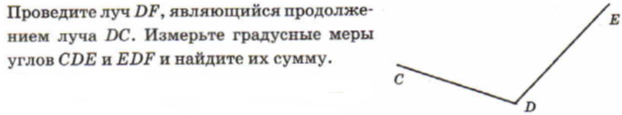 Проведите луч DF, являющийся продолже-
нием луча DC. Измерьте градусные меры
углов CDE и EDF и найдите их сумму.
E
C
D